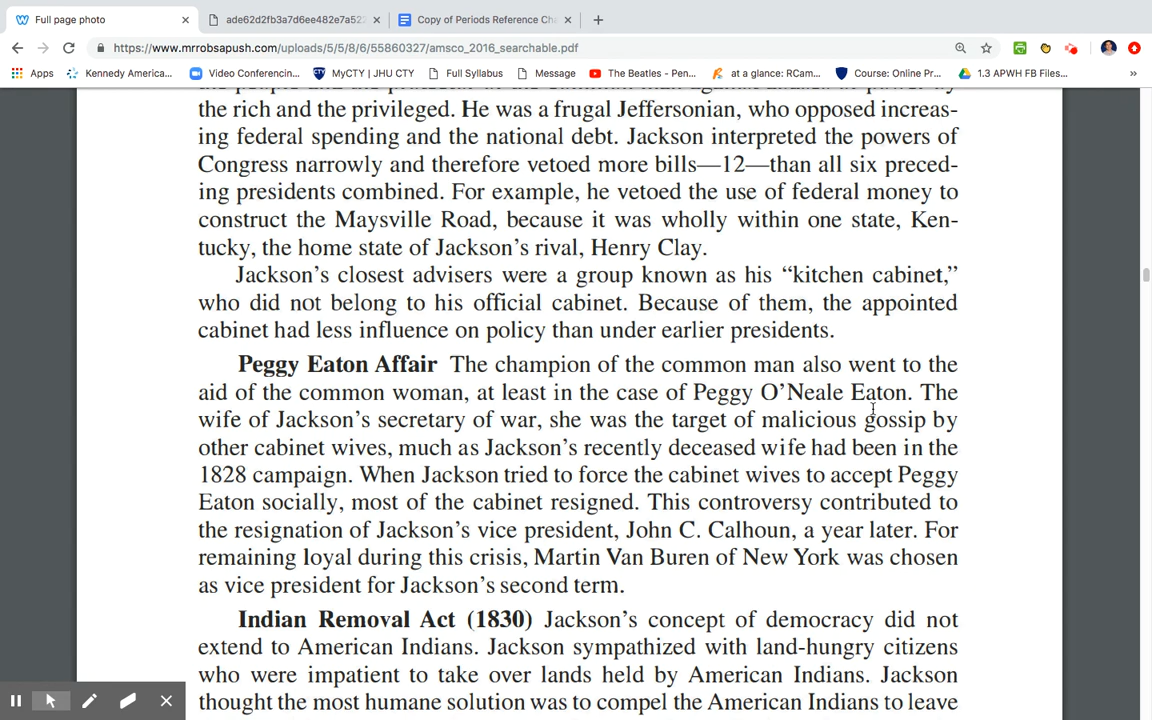 Full page photo
ade62d2fb3a7d6ee482e7a522
Copy of Periods Reference Cha
https://www.mrrobsapush.com/uploads/5/5/8/6/55860327/amsco_2016_searchable.pdf
Apps
Kennedy America...
Video Conferencin...
MyCTY | JHU CTY
Full Syllabus
Message
The Beatles - Pen...
at a glance: RCam...
Course: Online Pr...
1.3 APWH FB Files...
»
the rich and the privileged. He was a frugal Jeffersonian, who opposed increas-
ing federal spending and the national debt. Jackson interpreted the powers of
Congress narrowly and therefore vetoed more bills—12—than all six preced-
ing presidents combined. For example, he vetoed the use of federal money to
construct the Maysville Road, because it was wholly within one state, Ken-
tucky, the home state of Jackson's rival, Henry Clay.
Jackson's closest advisers were a group known as his “kitchen cabinet,”
who did not belong to his official cabinet. Because of them, the appointed
cabinet had less influence on policy than under earlier presidents.
Peggy Eaton Affair The champion of the common man also went to the
aid of the common woman, at least in the case of Peggy O'Neale Eaton. The
wife of Jackson's secretary of war, she was the target of malicious gossip by
other cabinet wives, much as Jackson's recently deceased wife had been in the
1828 campaign. When Jackson tried to force the cabinet wives to accept Peggy
Eaton socially, most of the cabinet resigned. This controversy contributed to
the resignation of Jackson's vice president, John C. Calhoun, a year later. For
remaining loyal during this crisis, Martin Van Buren of New York was chosen
as vice president for Jackson's second term.
Indian Removal Act (1830) Jackson's concept of democracy did not
extend to American Indians. Jackson sympathized with land-hungry citizens
who were impatient to take over lands held by American Indians. Jackson
thought the most humane solution was to compel the American Indians to leave